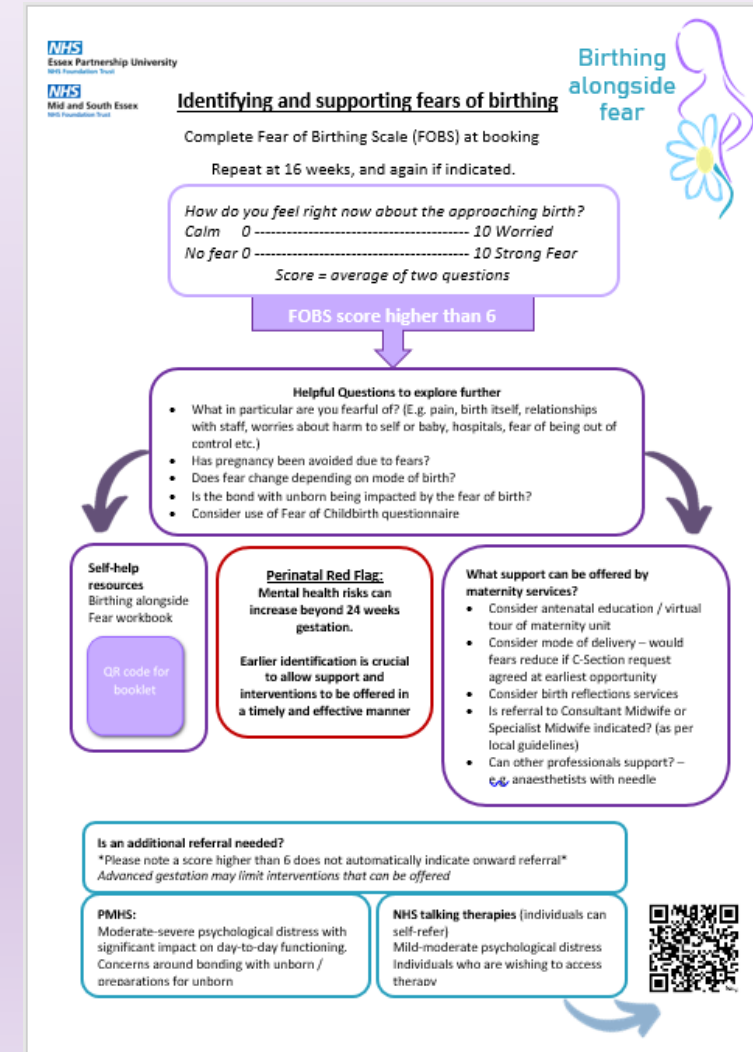 NHS
Essex Partnership University
NHS Foundation Trust
NHS
Mid and South Essex
NHS Foundation Trust
Birthing
alongside
fear
Identifying and supporting fears of birthing
Complete Fear of Birthing Scale (FOBS) at booking
Repeat at 16 weeks, and again if indicated.
How do you feel right now about the approaching birth?
Calm 0 ---------------------------------------- 10 Worried
No fear 0 ---------------------------------------- 10 Strong Fear
Score = average of two questions
FOBS score higher than 6
Helpful Questions to explore further
• What in particular are you fearful of? (E.g. pain, birth itself, relationships
with staff, worries about harm to self or baby, hospitals, fear of being out of
control etc.)
• Has pregnancy been avoided due to fears?
• Does fear change depending on mode of birth?
• Is the bond with unborn being impacted by the fear of birth?
• Consider use of Fear of Childbirth questionnaire
Self-help
resources
Birthing alongside
Fear workbook
QR code for
booklet
Perinatal Red Flag:
Mental health risks can
increase beyond 24 weeks
gestation.
Earlier identification is crucial
to allow support and
interventions to be offered in
a timely and effective manner
What support can be offered by
maternity services?
• Consider antenatal education / virtual
tour of maternity unit
• Consider mode of delivery – would
fears reduce if C-Section request
agreed at earliest opportunity
• Consider birth reflections services
• Is referral to Consultant Midwife or
Specialist Midwife indicated? (as per
local guidelines)
• Can other professionals support? –
e.g. anaesthetists with needle
Is an additional referral needed?
*Please note a score higher than 6 does not automatically indicate onward referral*
Advanced gestation may limit interventions that can be offered
PMHS:
Moderate-severe psychological distress with
significant impact on day-to-day functioning.
Concerns around bonding with unborn /
preparations for unborn
NHS talking therapies (individuals can
self-refer)
Mild-moderate psychological distress
Individuals who are wishing to access
therapy